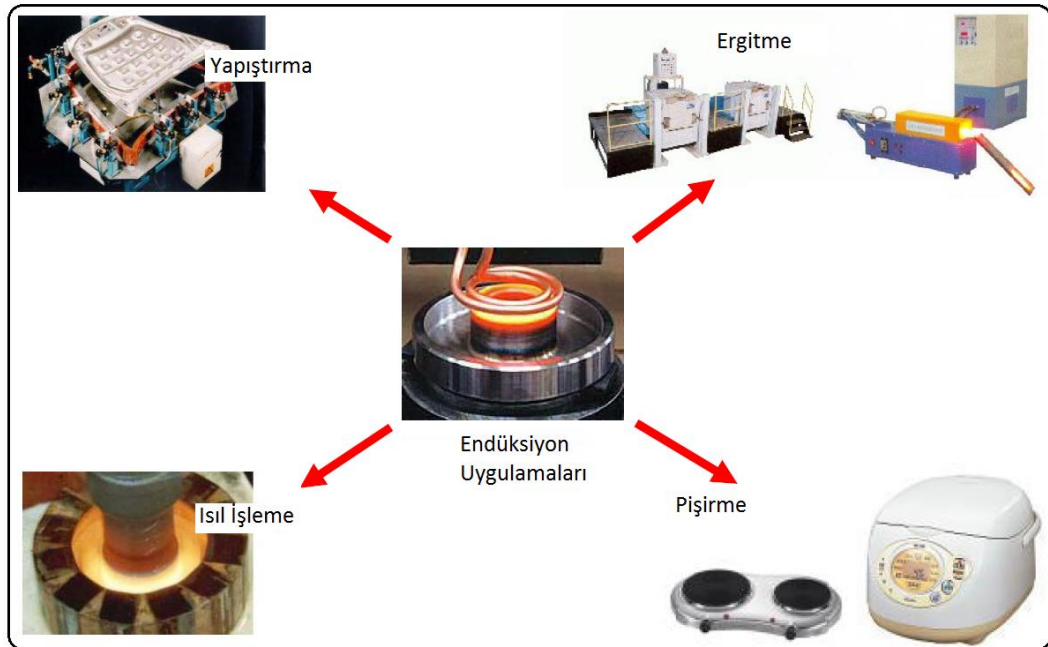 Yapıştırma
Ergitme
Endüksiyon
Uygulamaları
Isıl İşleme
Pişirme